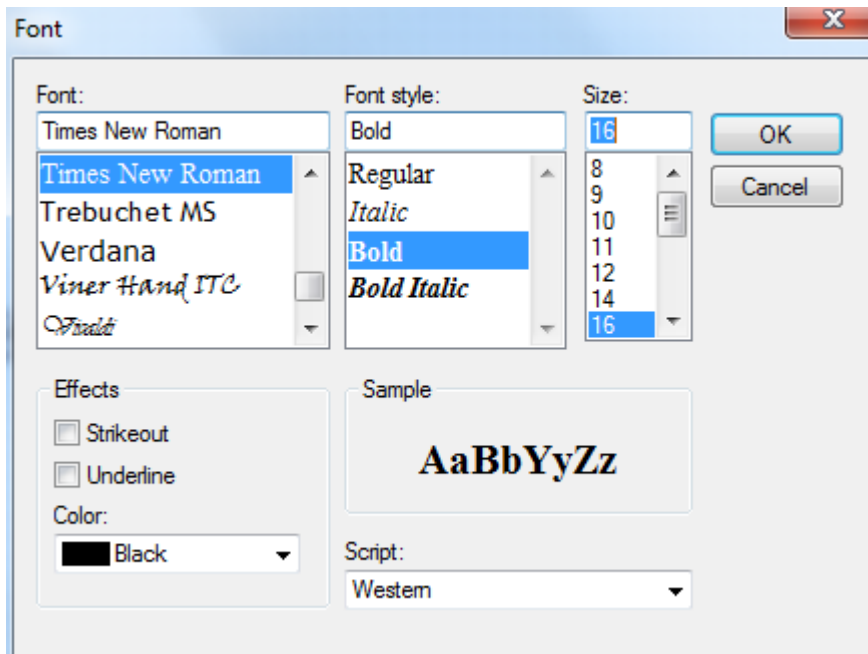 Font
Font:
Times New Roman
Times New Roman
Trebuchet MS
Verdana
Viner Hand ITC
Vivaldi
Font style:
Bold
Regular
Italic
Bold
Bold Italic
Size:
16
8
9
10
11
12
14
16
OK
Cancel
Effects
Strikeout
Underline
Color:
Black
Sample
AaBbYyZz
Script:
Western